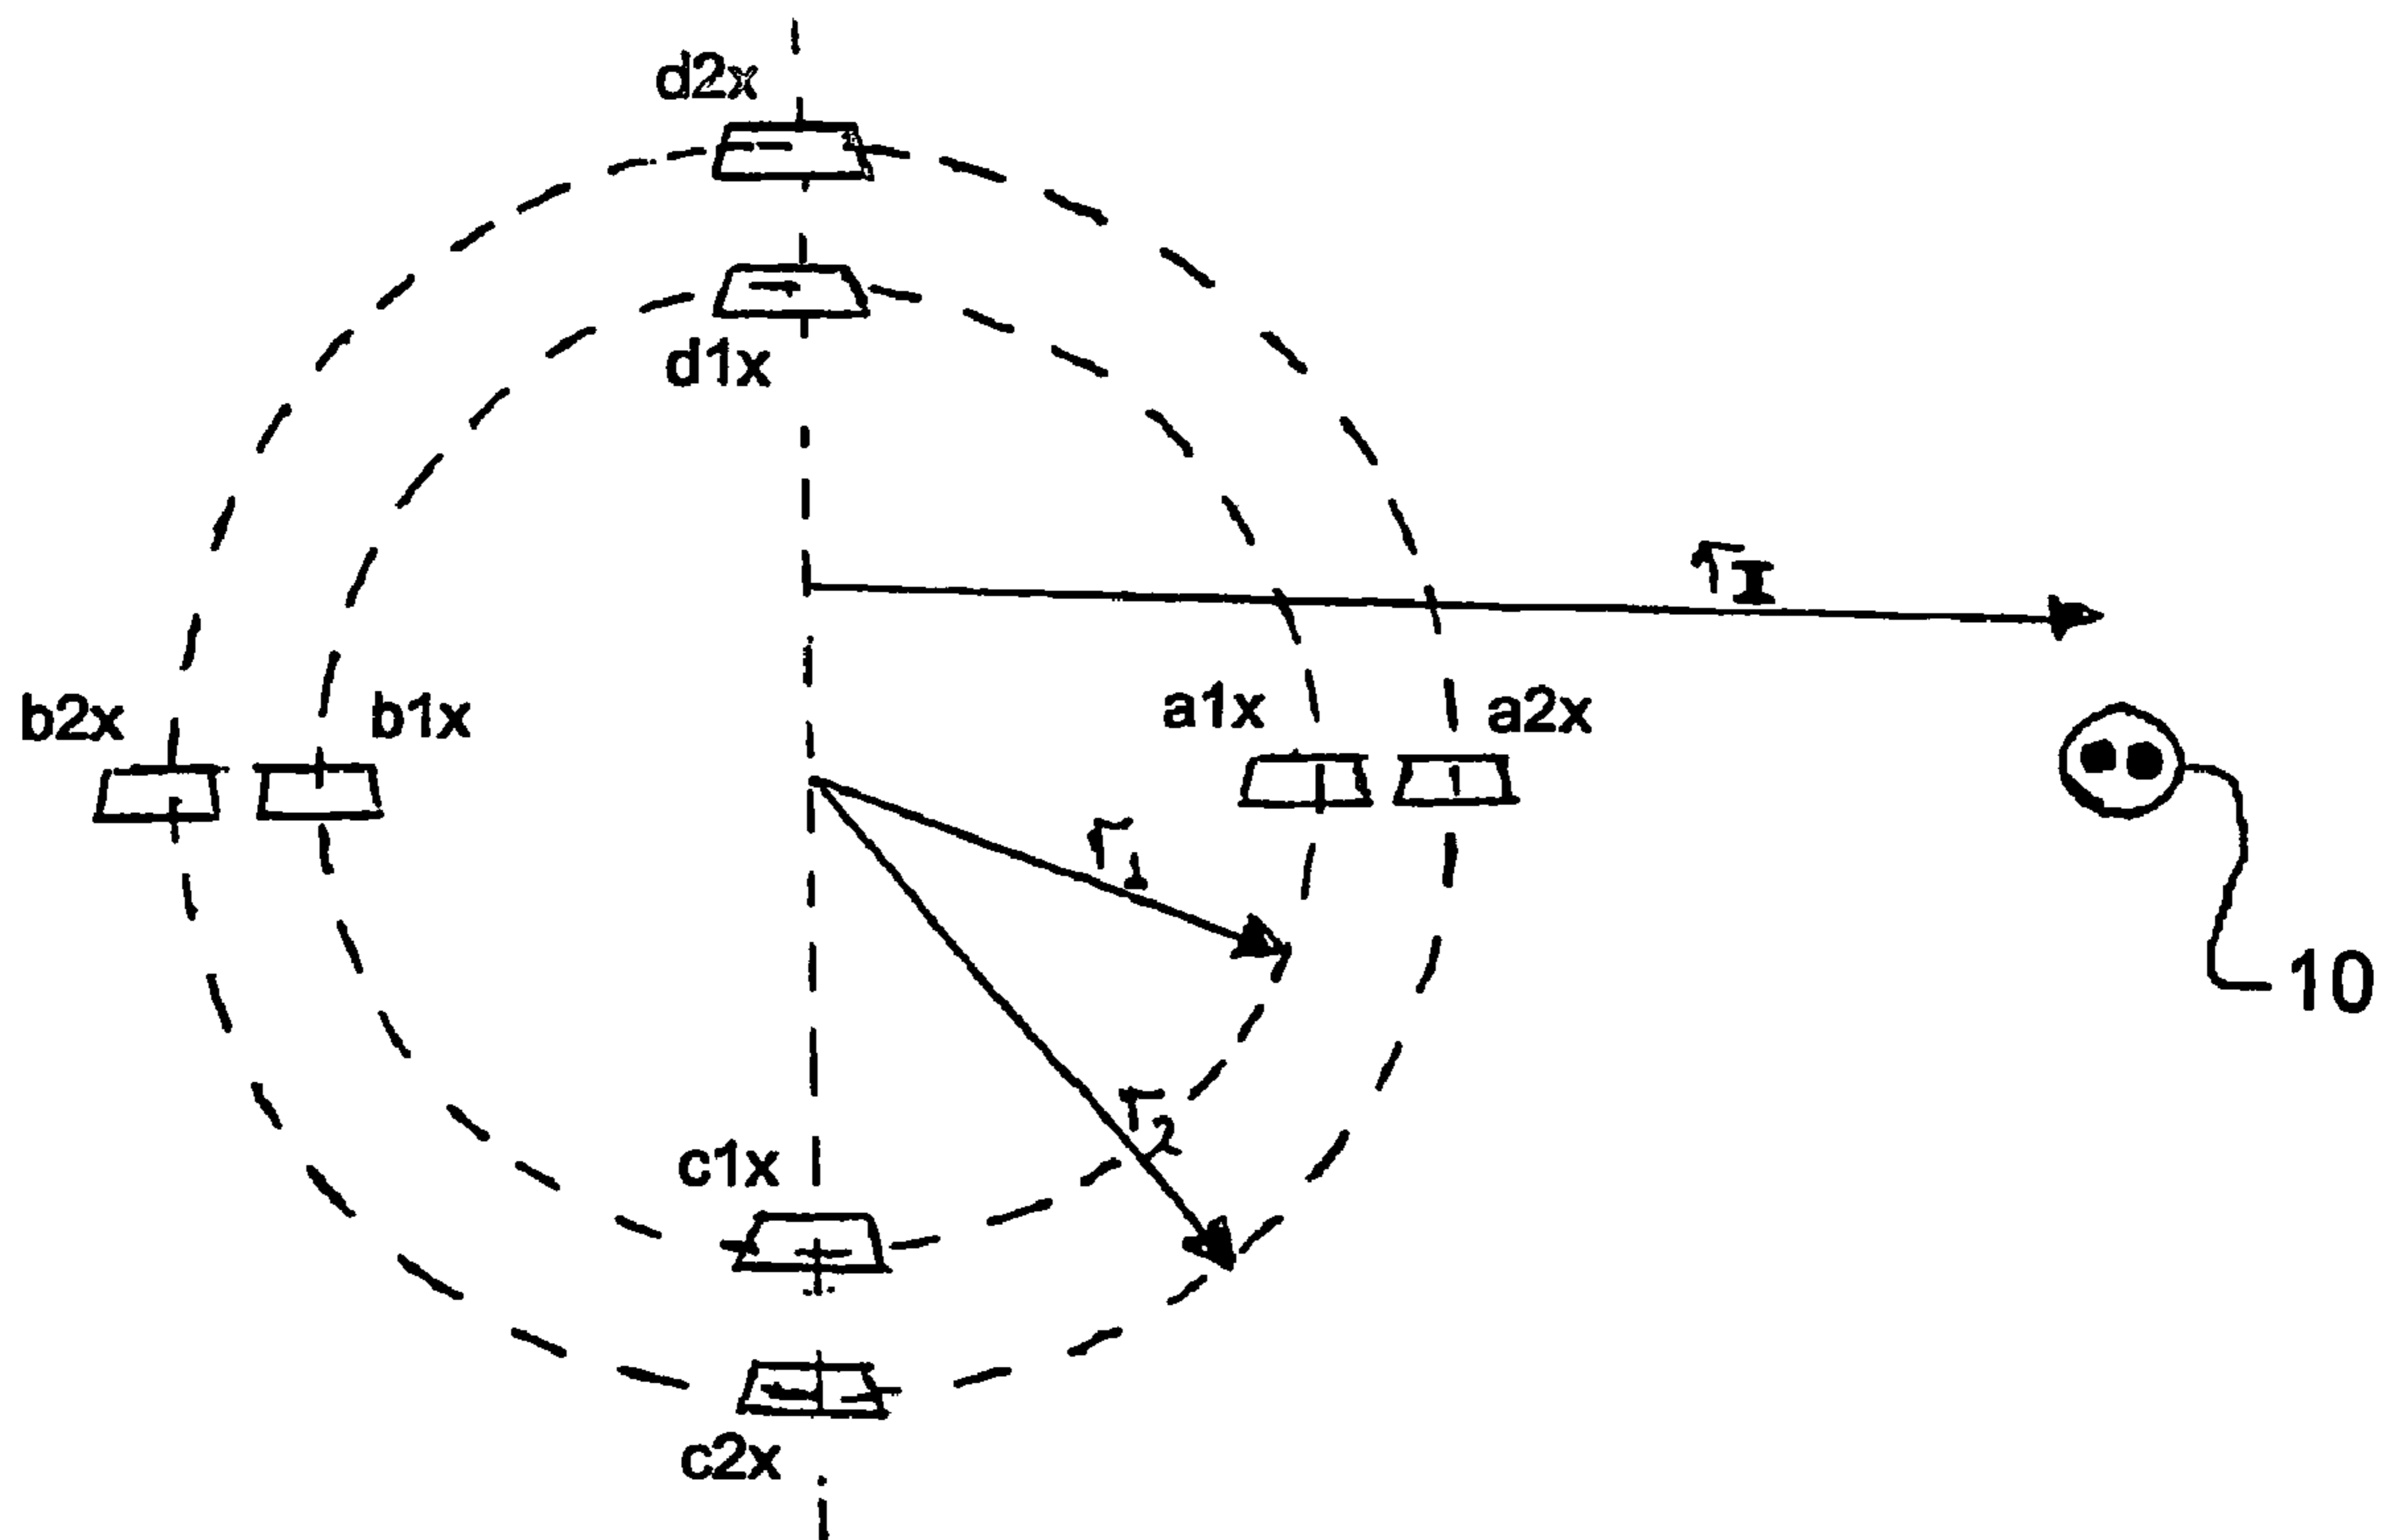 d2x
d1x
r_I
b2x
b1x
a1x
a2x
r_1
10
r_2
c1x
c2x